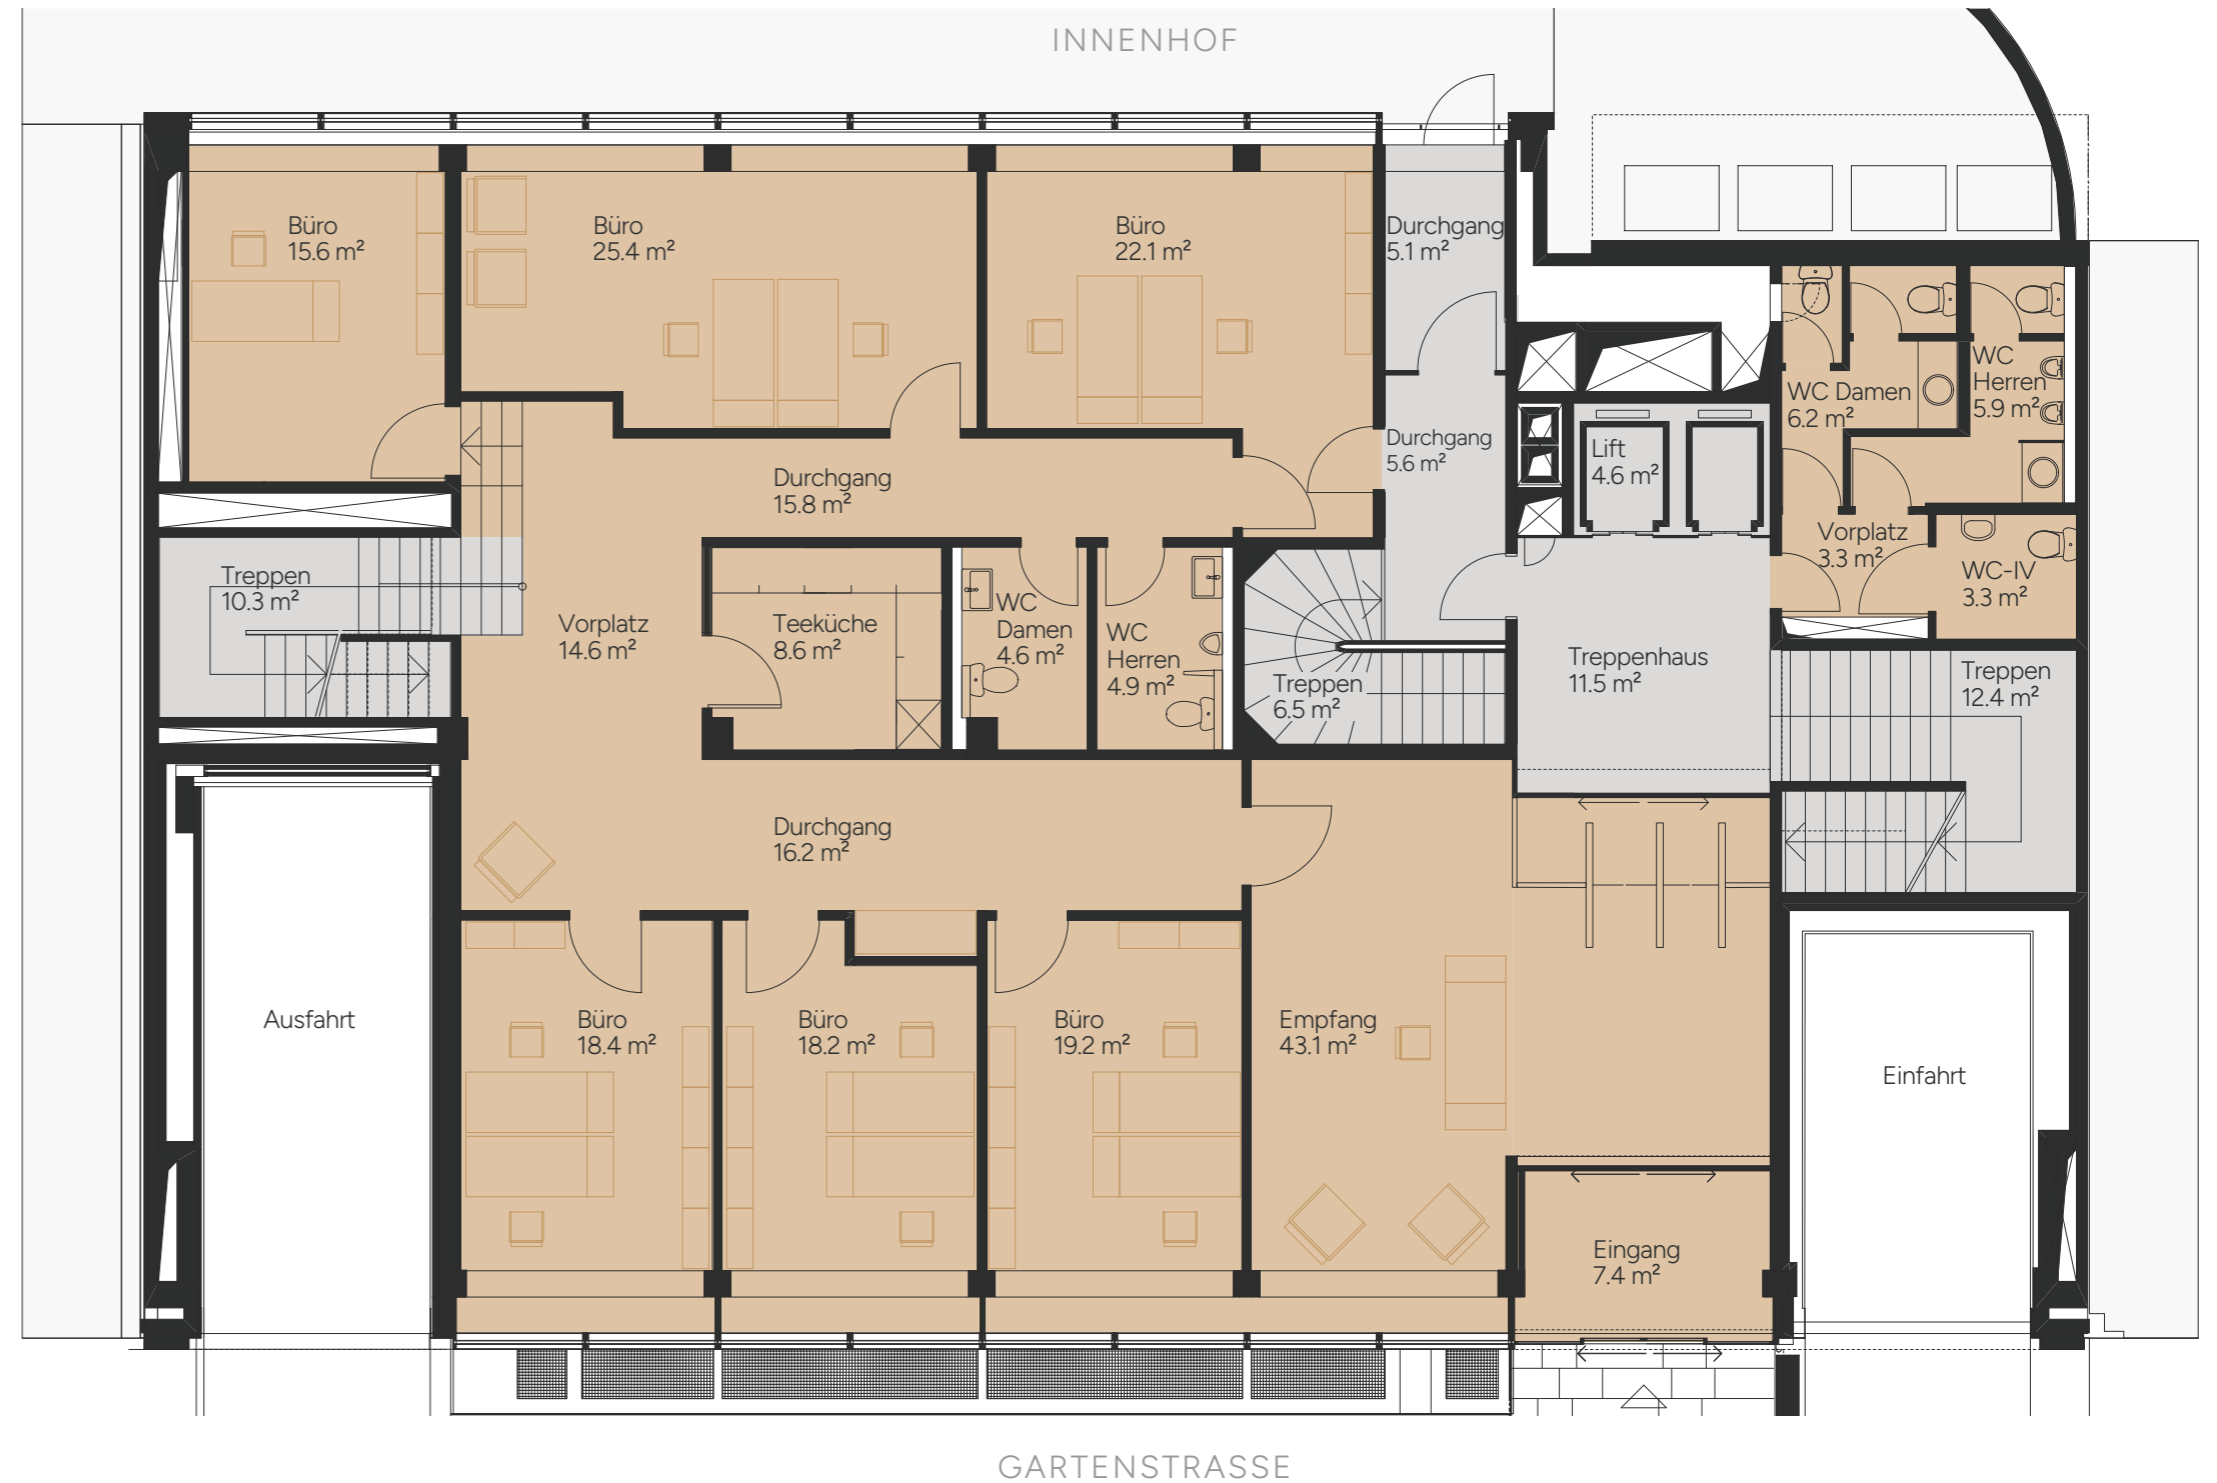 INNENHOF
Büro
15.6 m²
Büro
25.4 m²
Büro
22.1 m²
Durchgang
5.1 m²
WC
Herren
5.9 m²
WC Damen
6.2 m²
Durchgang
5.6 m²
Lift
4.6 m²
Durchgang
15.8 m²
Vorplatz
3.3 m²
WC-IV
3.3 m²
Treppen
10.3 m²
Vorplatz
14.6 m²
Teeküche
8.6 m²
WC
Damen
4.6 m²
WC
Herren
4.9 m²
Treppen
6.5 m²
Treppenhaus
11.5 m²
Treppen
12.4 m²
Durchgang
16.2 m²
Ausfahrt
Büro
18.4 m²
Büro
18.2 m²
Büro
19.2 m²
Empfang
43.1 m²
Einfahrt
Eingang
7.4 m²
GARTENSTRASSE